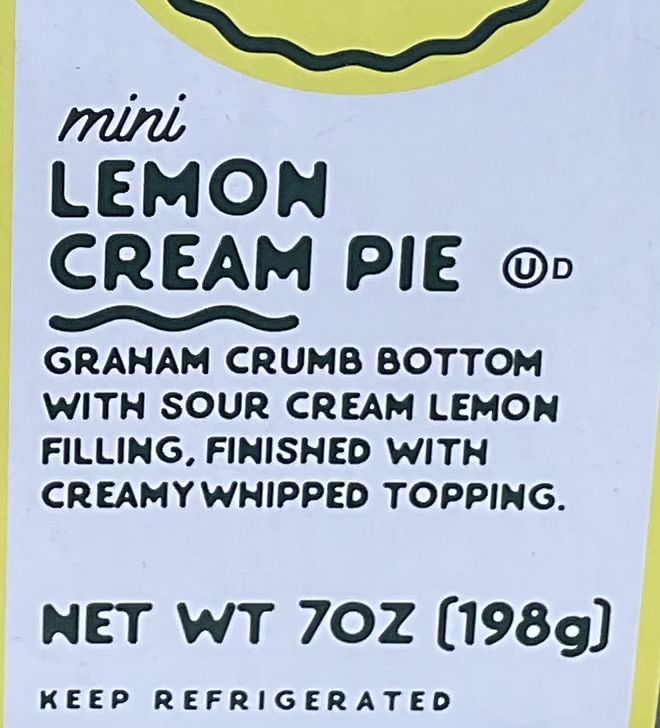 mini
LEMON
CREAM PIE Ⓤ D
GRAHAM CRUMB BOTTOM
WITH SOUR CREAM LEMON
FILLING, FINISHED WITH
CREAMY WHIPPED TOPPING.
NET WT 7OZ (198g)
KEEP REFRIGERATED